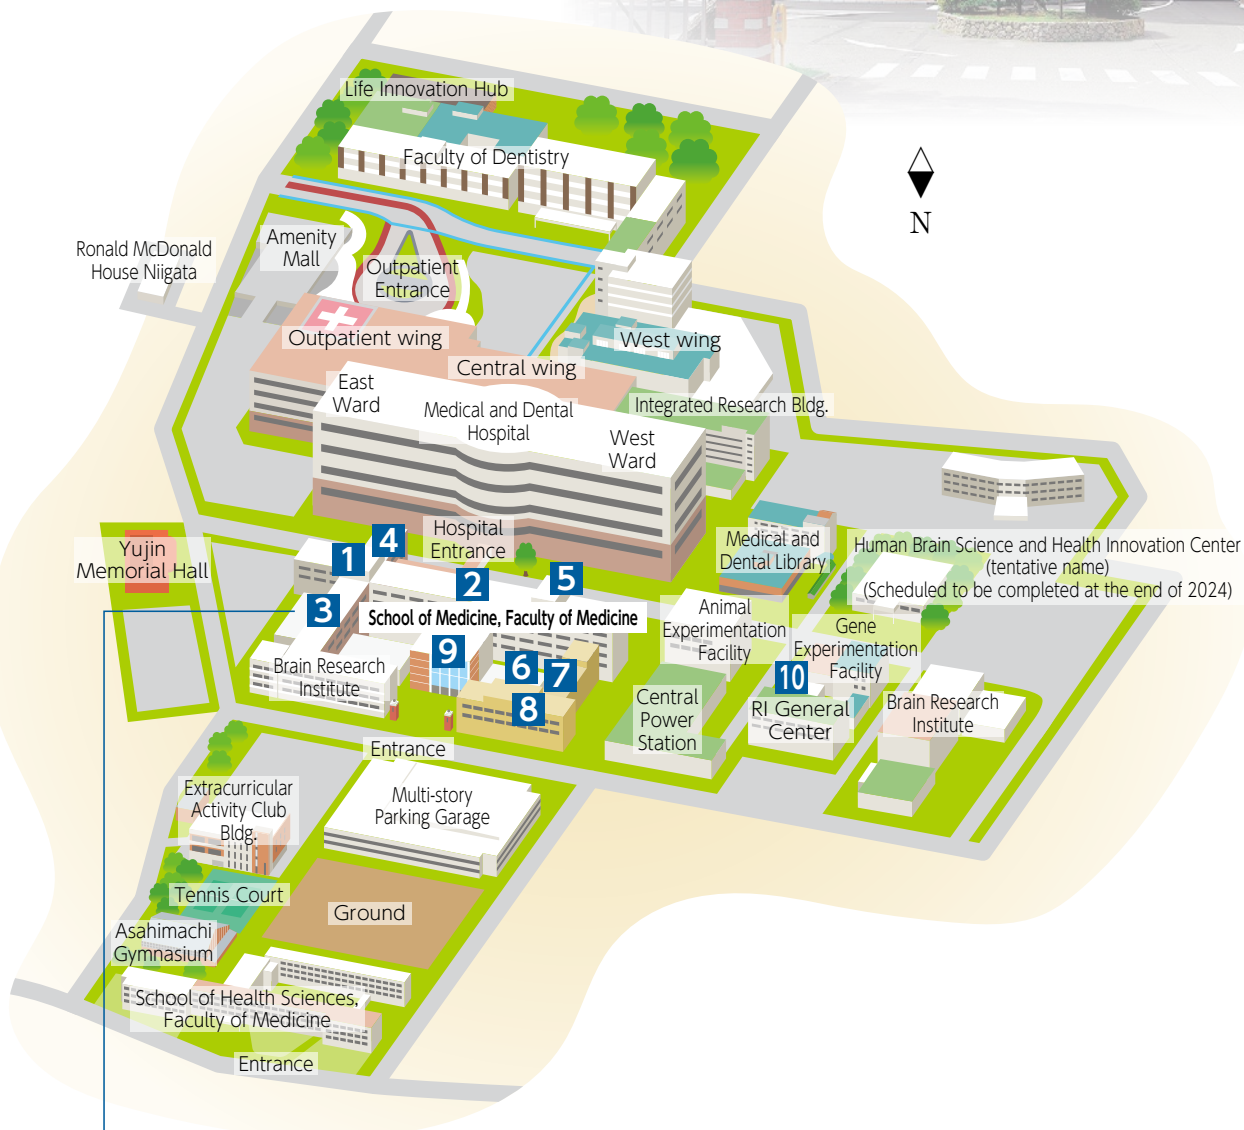 Life Innovation Hub
Faculty of Dentistry
N
Ronald McDonald
House Niigata
Amenity
Mall
Outpatient
Entrance
Outpatient wing
West wing
Central wing
East
Ward
Medical and Dental
Hospital
Integrated Research Bldg.
West
Ward
Hospital
Entrance
Medical and
Dental Library
Human Brain Science and Health Innovation Center
(tentative name)
(Scheduled to be completed at the end of 2024)
Yujin
Memorial Hall
1
4
2
5
3
School of Medicine, Faculty of Medicine
Animal
Experimentation
Facility
Gene
Experimentation
Facility
9
6
7
8
10
Brain Research
Institute
Central
Power
Station
RI General
Center
Brain Research
Institute
Entrance
Multi-story
Parking Garage
Extracurricular
Activity Club
Bldg.
Tennis Court
Ground
Asahimachi
Gymnasium
School of Health Sciences,
Faculty of Medicine
Entrance